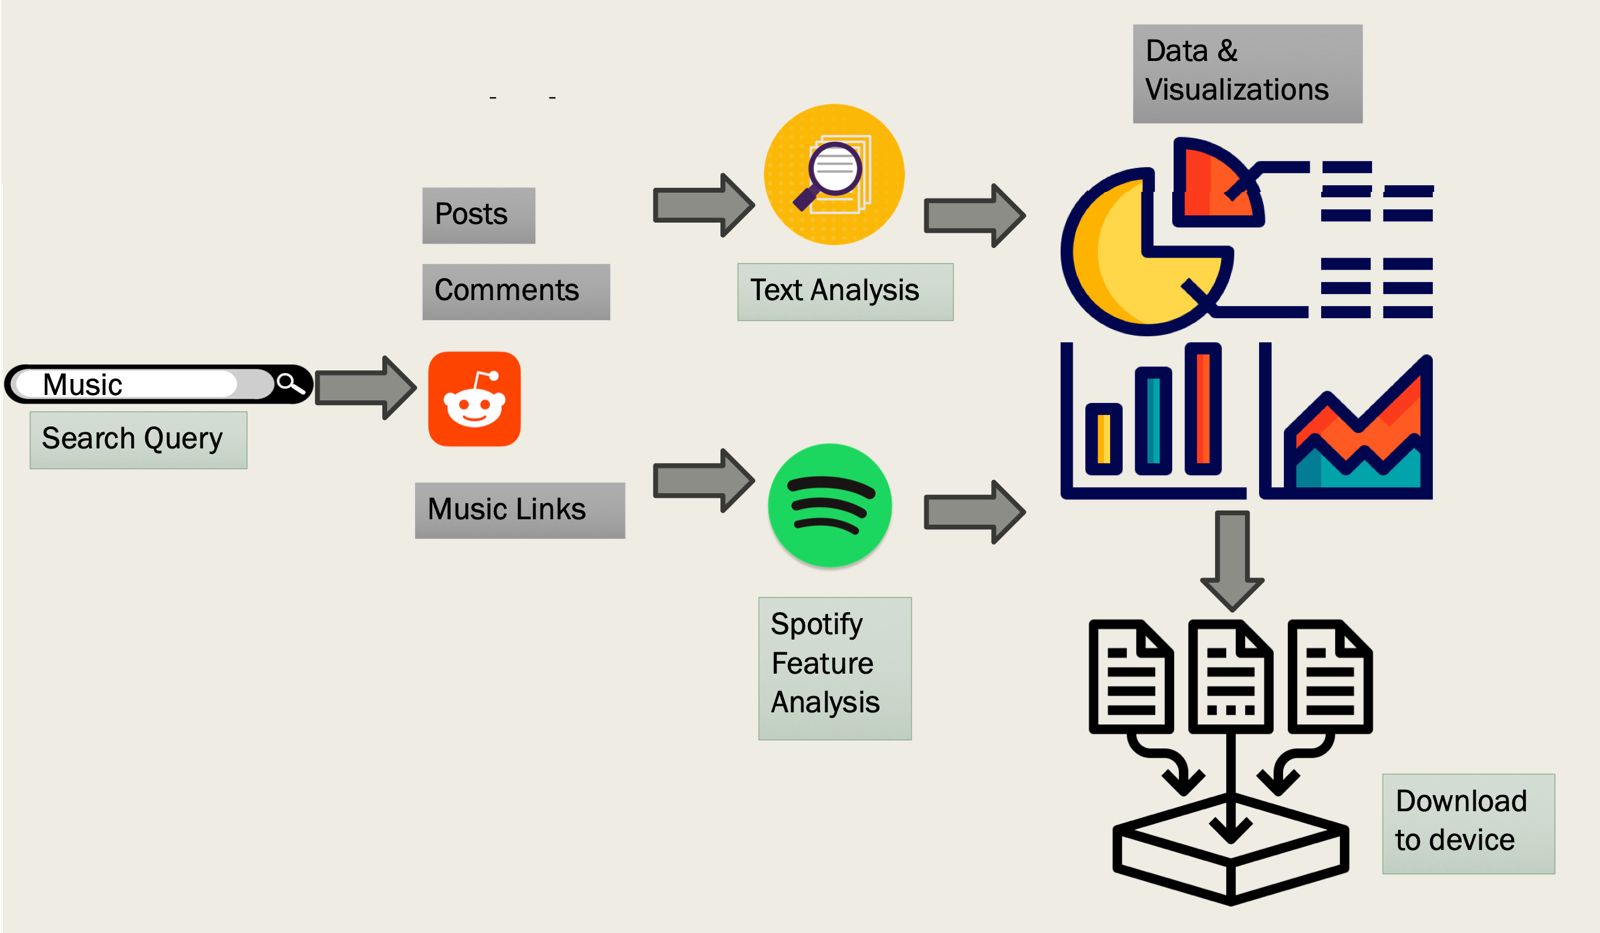 Data &
Visualizations
Posts
Comments
Text Analysis
Music
Search Query
Music Links
Spotify
Feature
Analysis
Download
to device